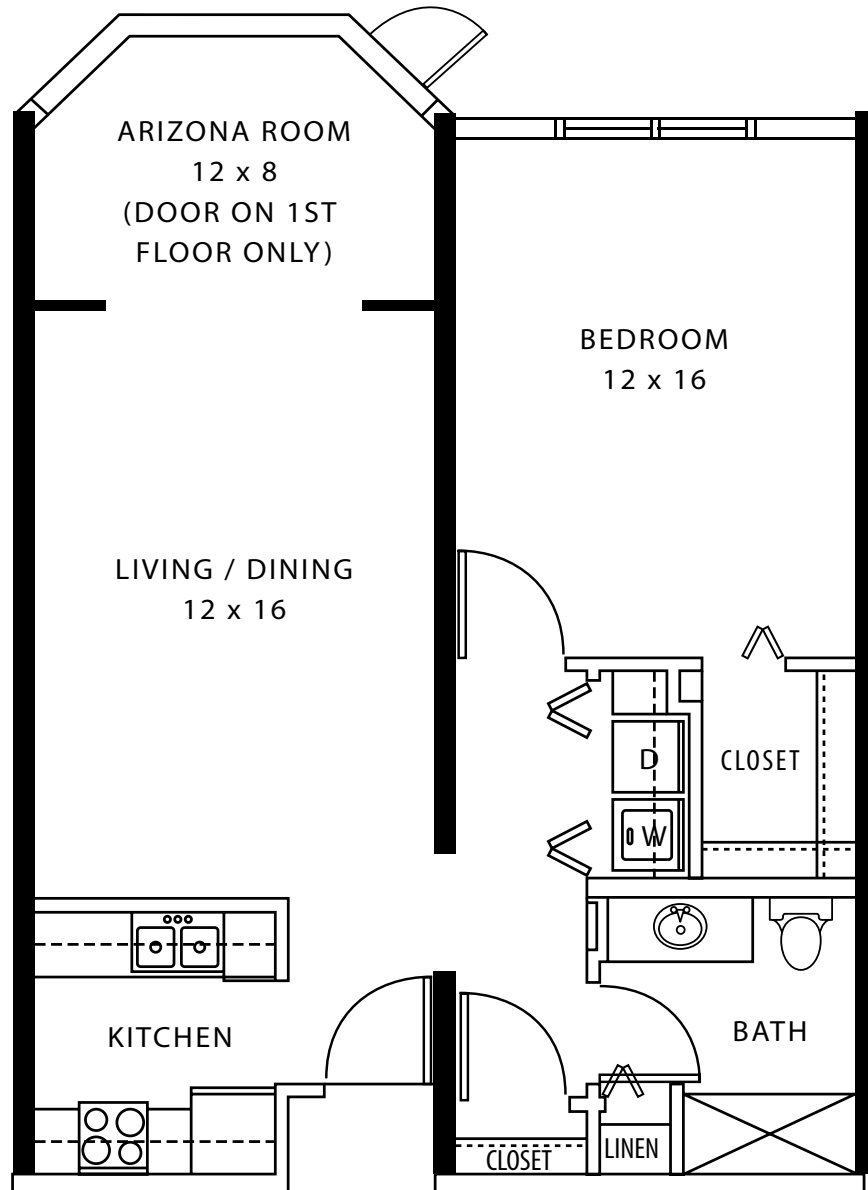 ARIZONA ROOM
12 x 8
(DOOR ON 1ST
FLOOR ONLY)
BEDROOM
12 x 16
LIVING / DINING
12 x 16
D
CLOSET
W
KITCHEN
BATH
CLOSET
LINEN